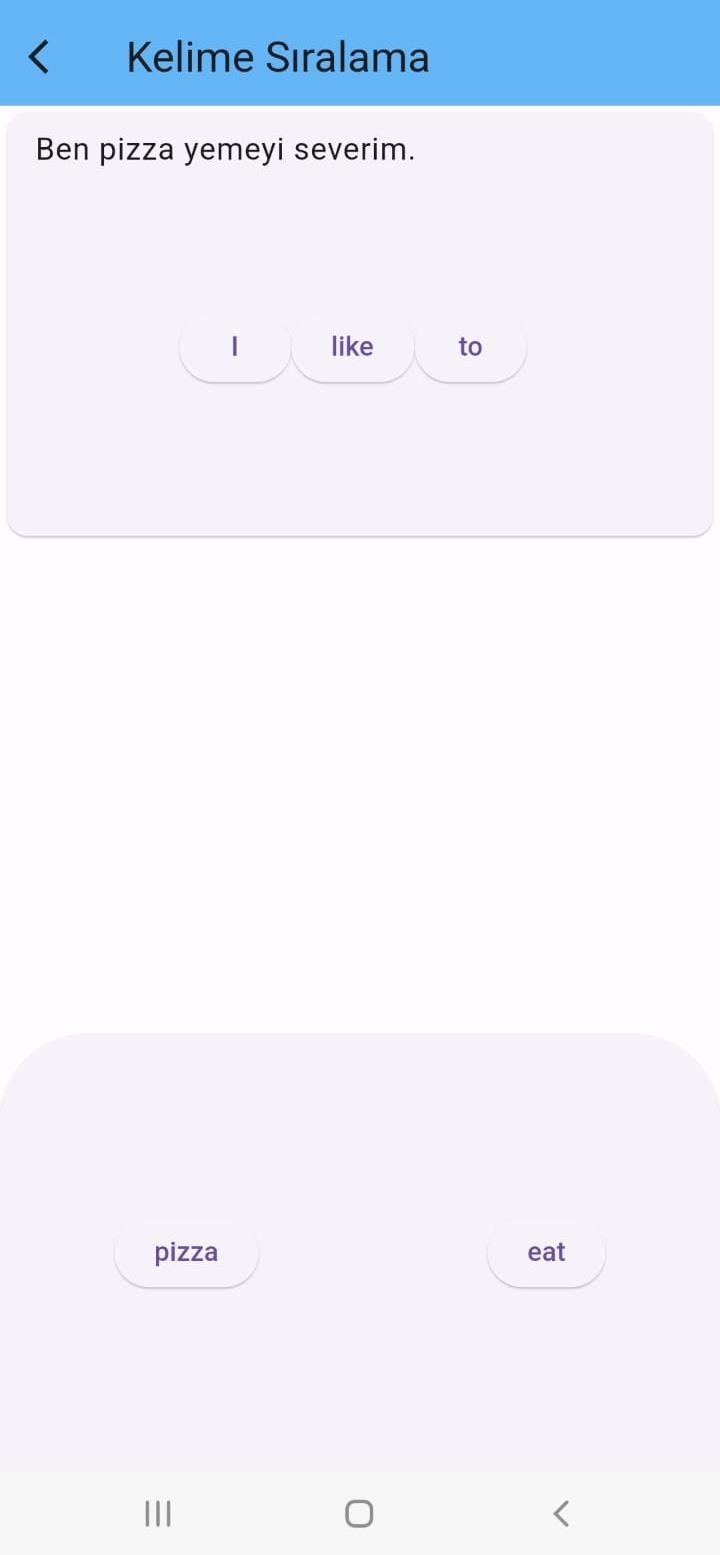 Kelime Sıralama
Ben pizza yemeyi severim.
I like to
pizza eat